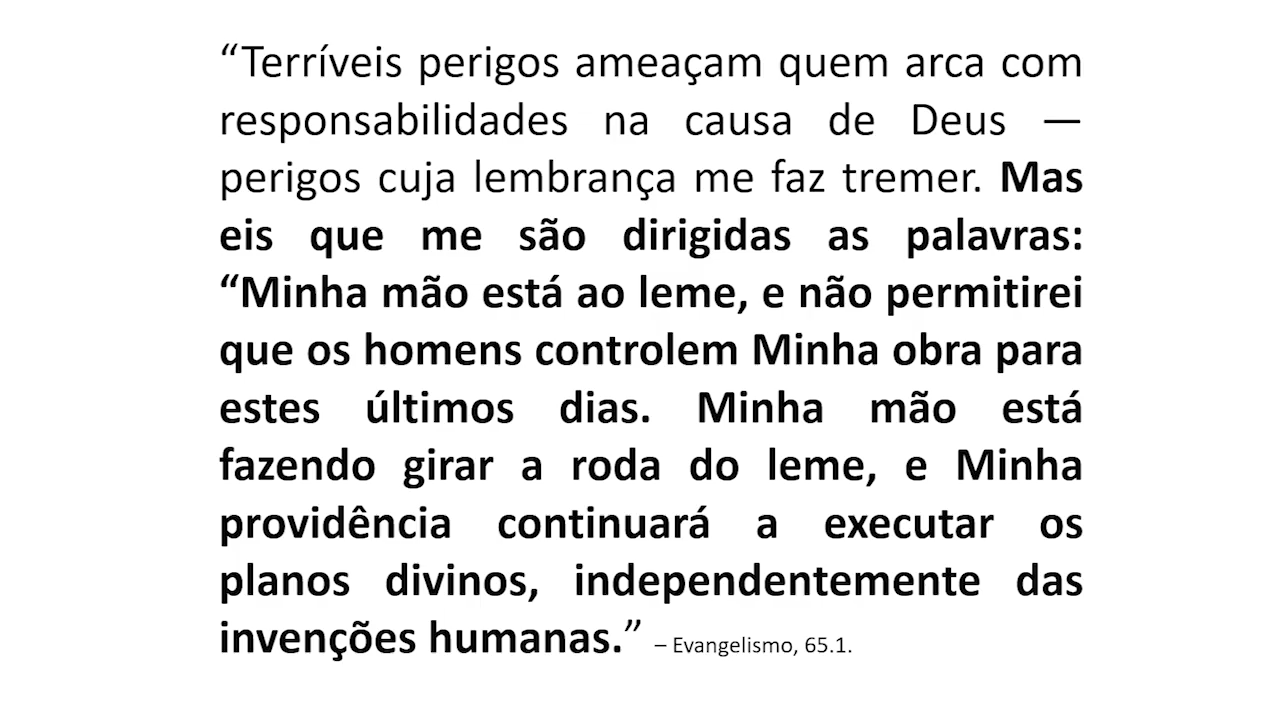 “Terríveis perigos ameaçam quem arca com
responsabilidades na causa de Deus —
perigos cuja lembrança me faz tremer. Mas
eis que me são dirigidas as palavras:
“Minha mão está ao leme, e não permitirei
que os homens controlem Minha obra para
estes últimos dias. Minha mão está
fazendo girar a roda do leme, e Minha
providência continuará a executar os
planos divinos, independentemente das
invenções humanas.” – Evangelismo, 65.1.